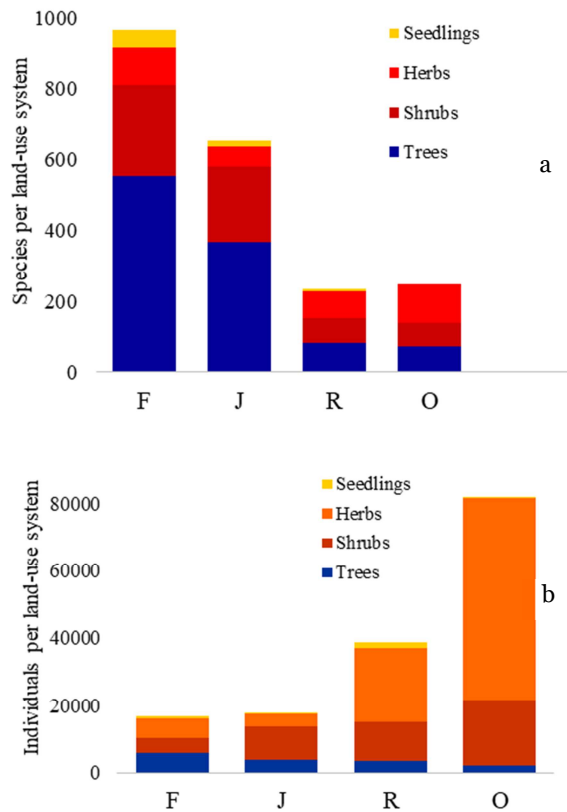 1000
800
600
400
200
0
Species per land-use system
Seedlings
Herbs
Shrubs
Trees
a
F J R O
80000
60000
40000
20000
0
Individuals per land-use system
Seedlings
Herbs
Shrubs
Trees
b
F J R O